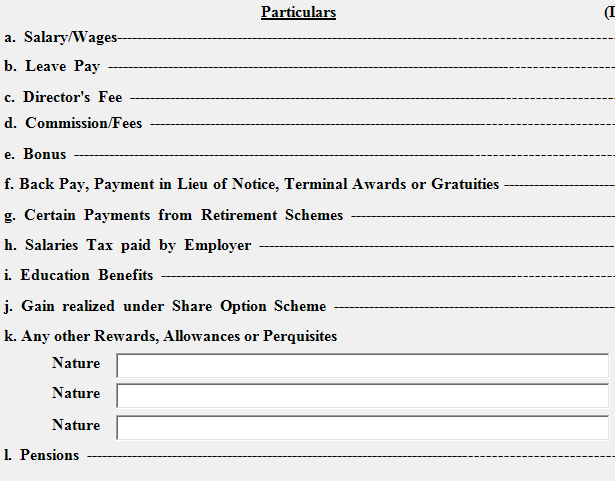 Particulars
a. Salary/Wages
b. Leave Pay
c. Director's Fee
d. Commission/Fees
e. Bonus
f. Back Pay, Payment in Lieu of Notice, Terminal Awards or Gratuities
g. Certain Payments from Retirement Schemes
h. Salaries Tax paid by Employer
i. Education Benefits
j. Gain realized under Share Option Scheme
k. Any other Rewards, Allowances or Perquisites
Nature
Nature
Nature
l. Pensions